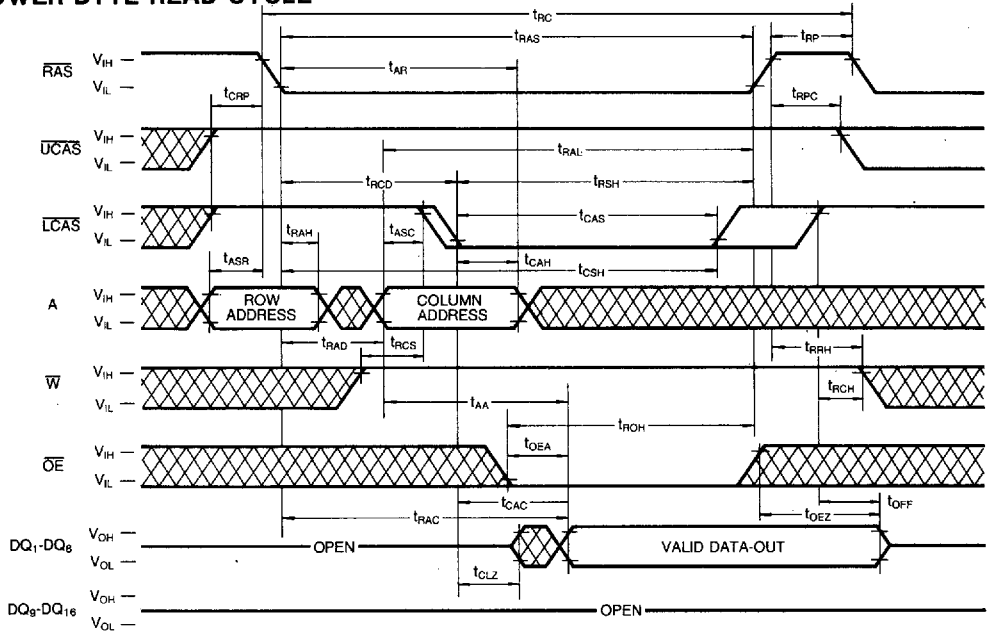 LOWER BYTE READ CYCLE
tRC
tRAS
tRP
RAS
VIH
VIL
tAR
tCRP
tRPC
UCAS
VIH
VIL
tRAL
tRCD
tRSH
LCAS
VIH
VIL
tCAS
tRAH
tASC
tCAH
tASR
tCSH
A
VIH
VIL
ROW
ADDRESS
COLUMN
ADDRESS
tRAD
tRCS
tRRH
W
VIH
VIL
tRCH
tAA
tROH
OE
VIH
VIL
tOEA
tCAC
tOFF
tRAC
tOEZ
DQ1-DQ8
VOH
VOL
OPEN
VALID DATA-OUT
tCLZ
DQ9-DQ16
VOH
VOL
OPEN